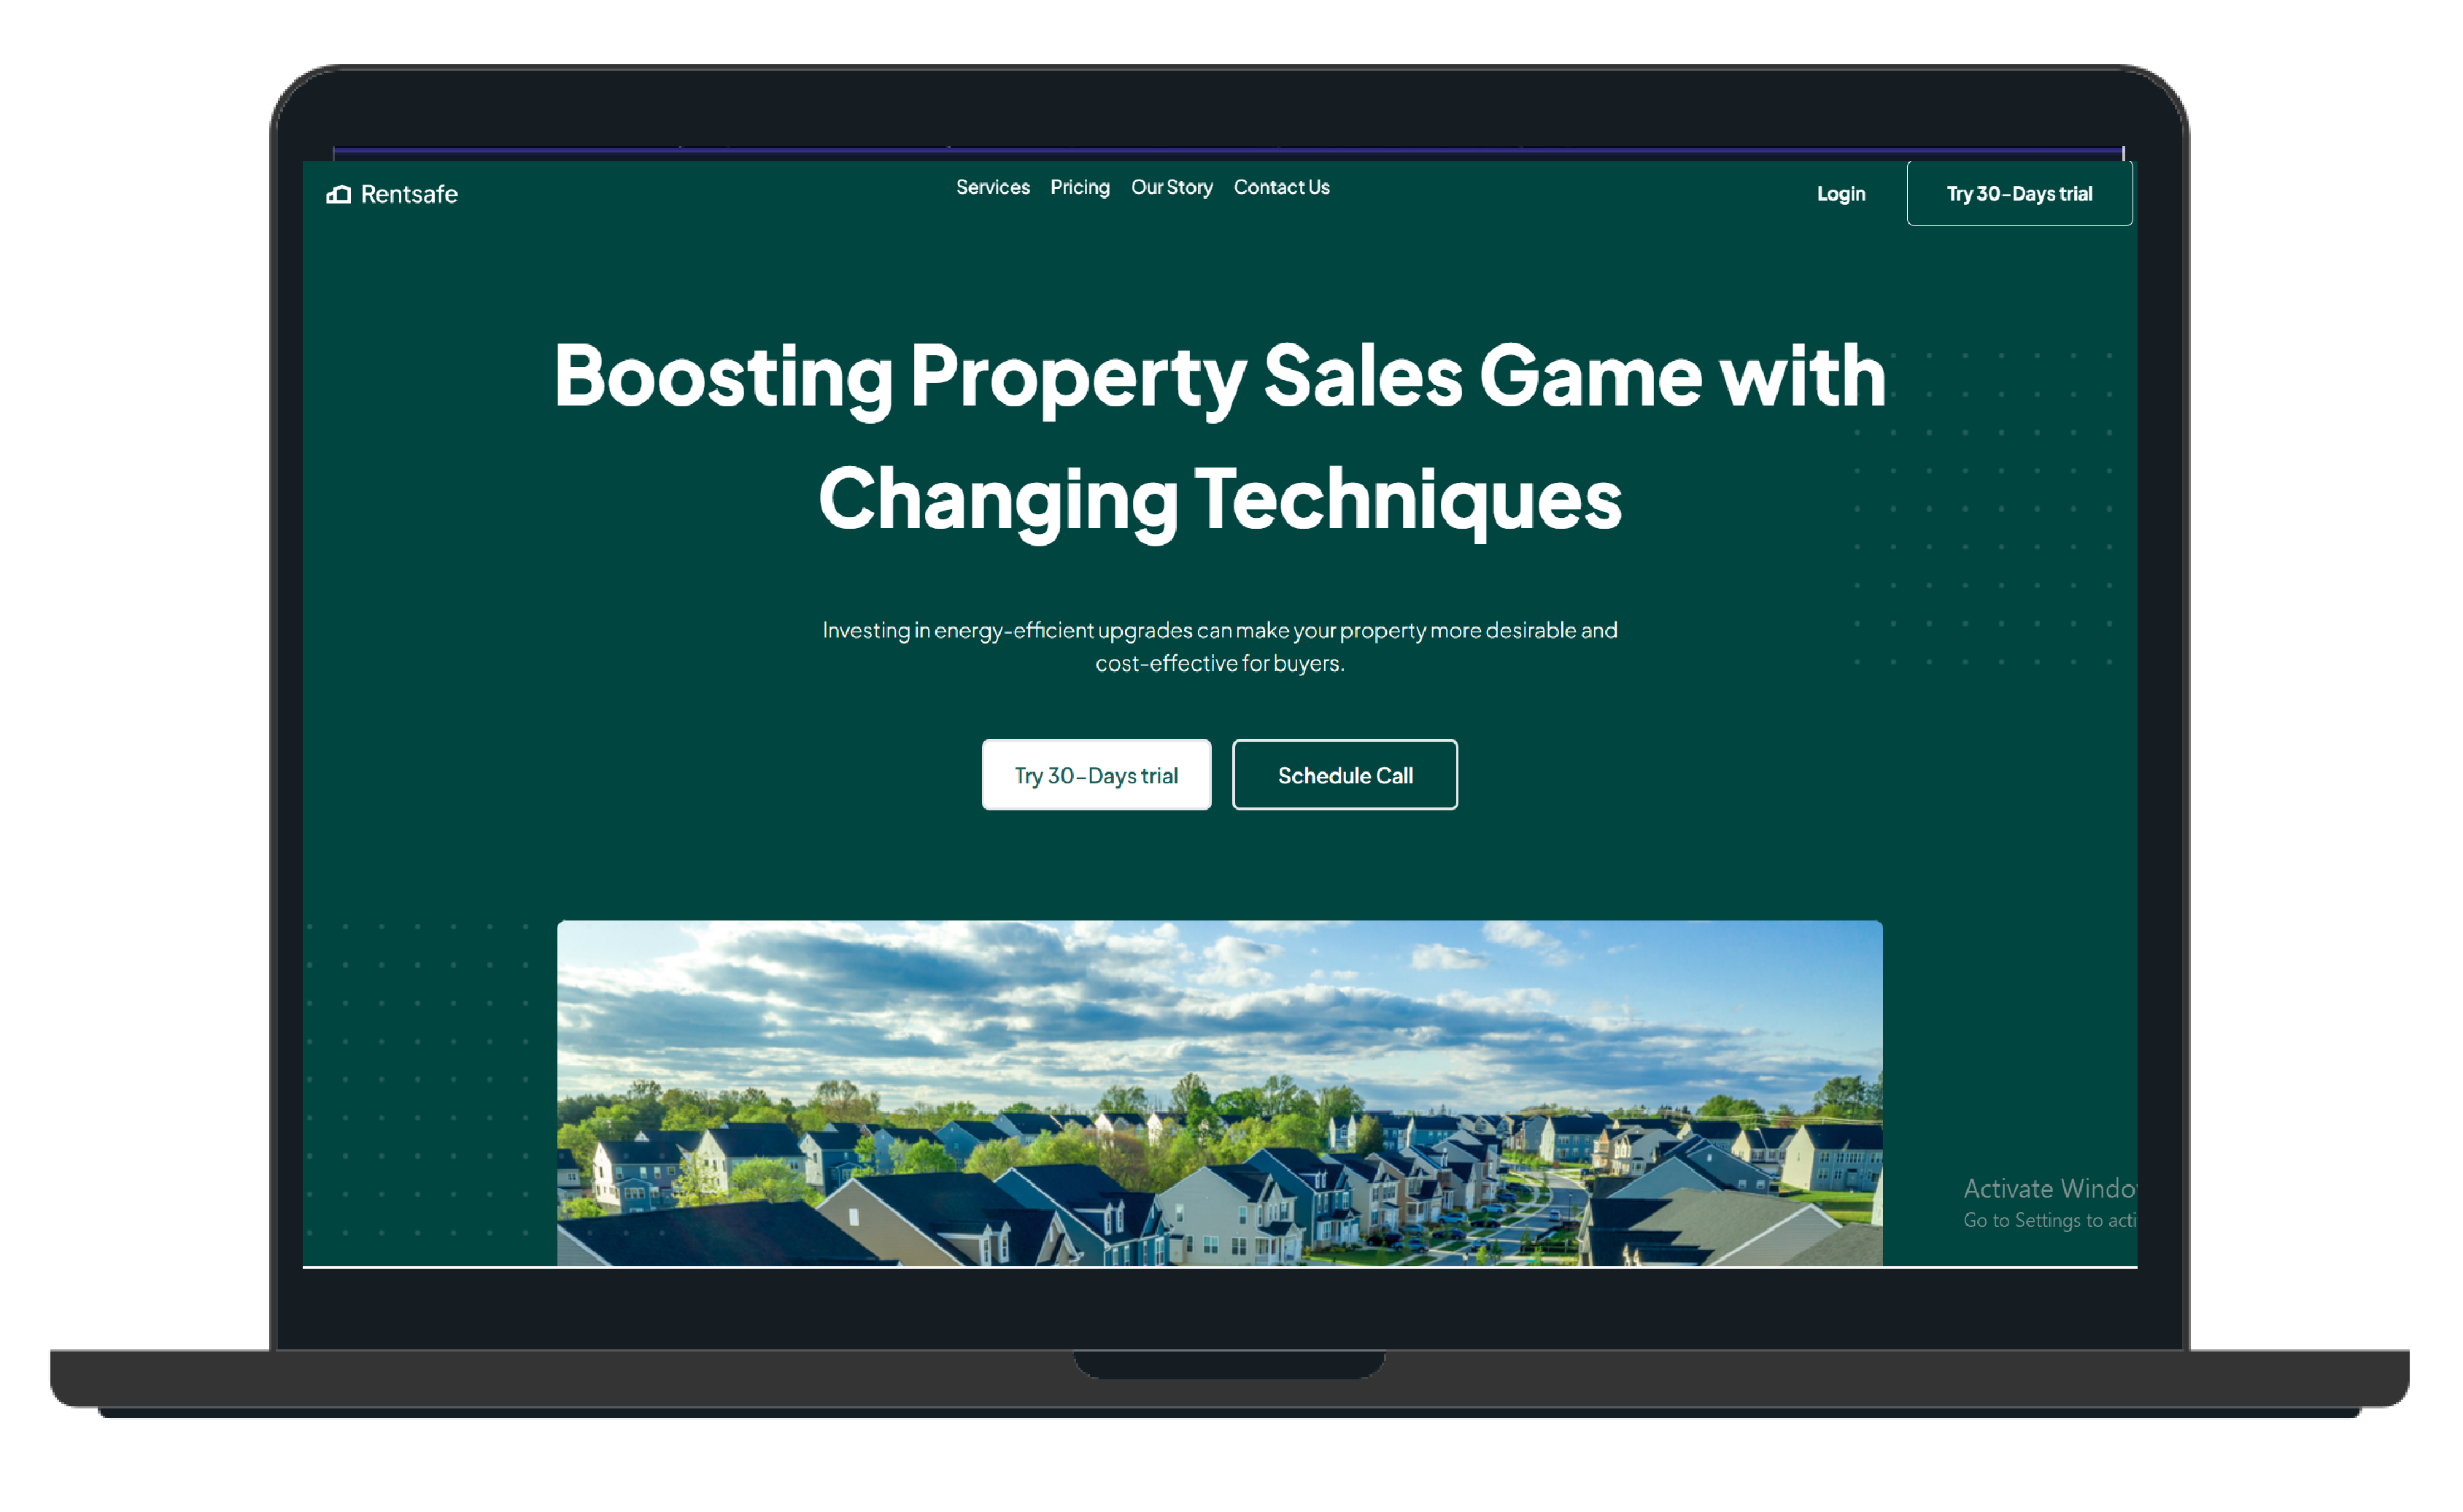 Rentsafe
Services Pricing Our Story Contact Us
Login
Try 30-Days trial
Boosting Property Sales Game with
Changing Techniques
Investing in energy-efficient upgrades can make your property more desirable and
cost-effective for buyers.
Try 30-Days trial
Schedule Call
Activate Windo
Go to Settings to acti